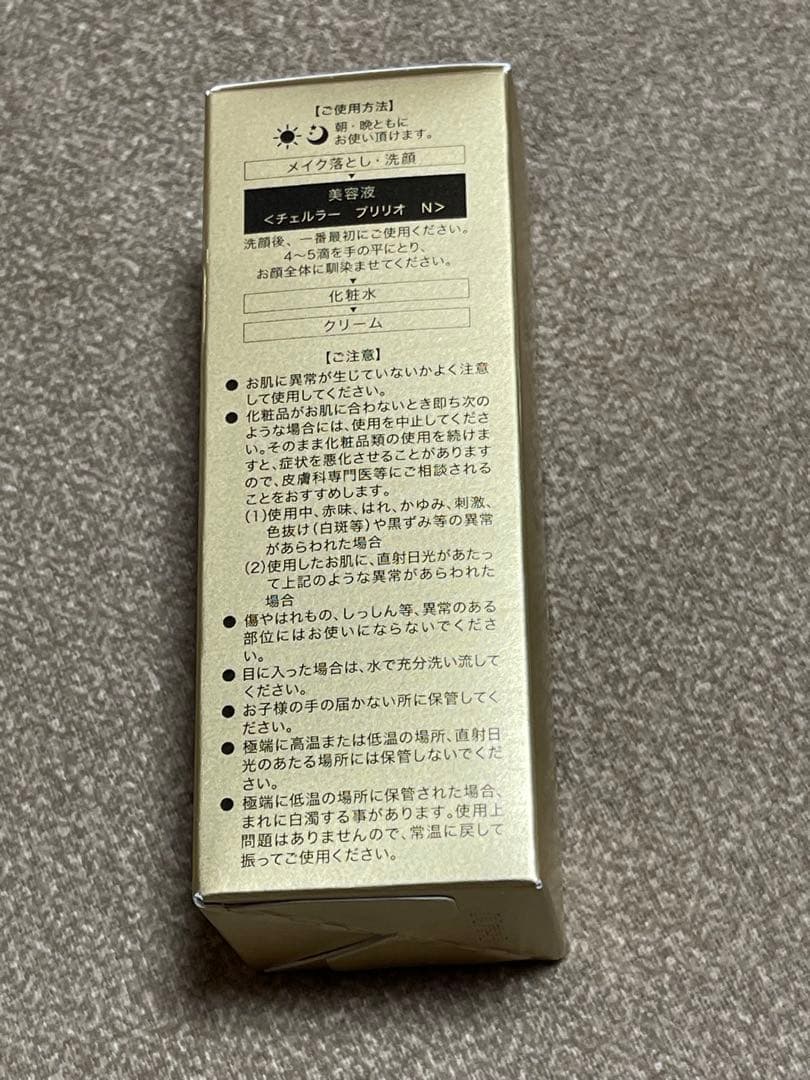 【ご使用方法】
朝・晩ともに
お使い頂けます。
メイク落とし・洗顔
美容液
＜チェルラー　ブリリオ　N＞
洗顔後、一番最初にご使用ください。
4〜5滴を手の平にとり、
お顔全体に馴染ませてください。
化粧水
クリーム
【ご注意】
●お肌に異常が生じていないかよく注意
して使用してください。
●化粧品がお肌に合わないとき即ち次の
ような場合には、使用を中止してくださ
い。そのまま化粧品類の使用を続けま
すと、症状を悪化させることがあります
ので、皮膚科専門医等にご相談される
ことをおすすめします。
(1)使用中、赤味、はれ、かゆみ、刺激、
色抜け(白斑等)や黒ずみ等の異常
があらわれた場合
(2)使用したお肌に、直射日光があたっ
て上記のような異常があらわれた
場合
●傷やはれもの、しっしん等、異常のある
部位にはお使いにならないでくださ
い。
●目に入った場合は、水で充分洗い流して
ください。
●お子様の手の届かない所に保管してく
ださい。
●極端に高温または低温の場所、直射日
光のあたる場所には保管しないでくだ
さい。
●極端に低温の場所に保管された場合、
まれに白濁する事があります。使用上
問題はありませんので、常温に戻して
振ってご使用ください。